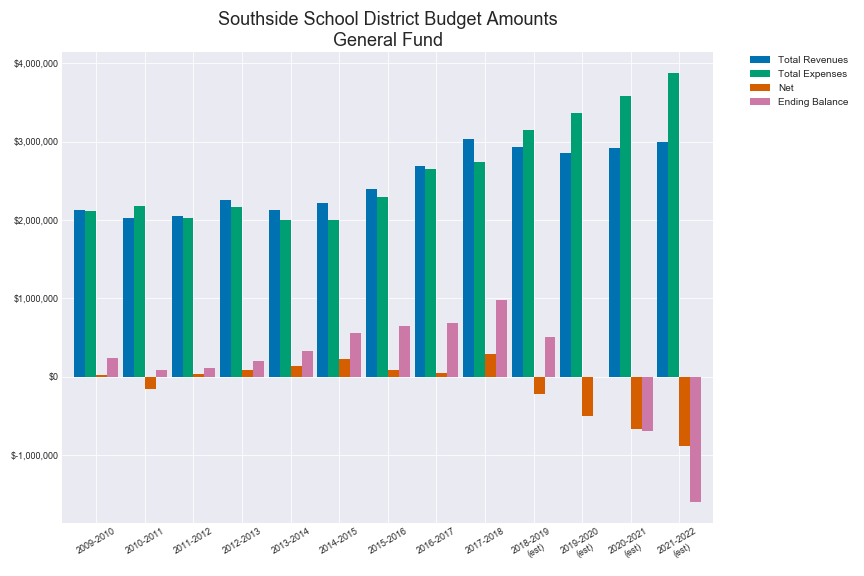 Southside School District Budget Amounts
General Fund
Total Revenues
Total Expenses
Net
Ending Balance
$4,000,000
$3,000,000
$2,000,000
$1,000,000
$0
$-1,000,000
2009-2010
2010-2011
2011-2012
2012-2013
2013-2014
2014-2015
2015-2016
2016-2017
2017-2018
2018-2019
(est)
2019-2020
(est)
2020-2021
(est)
2021-2022
(est)